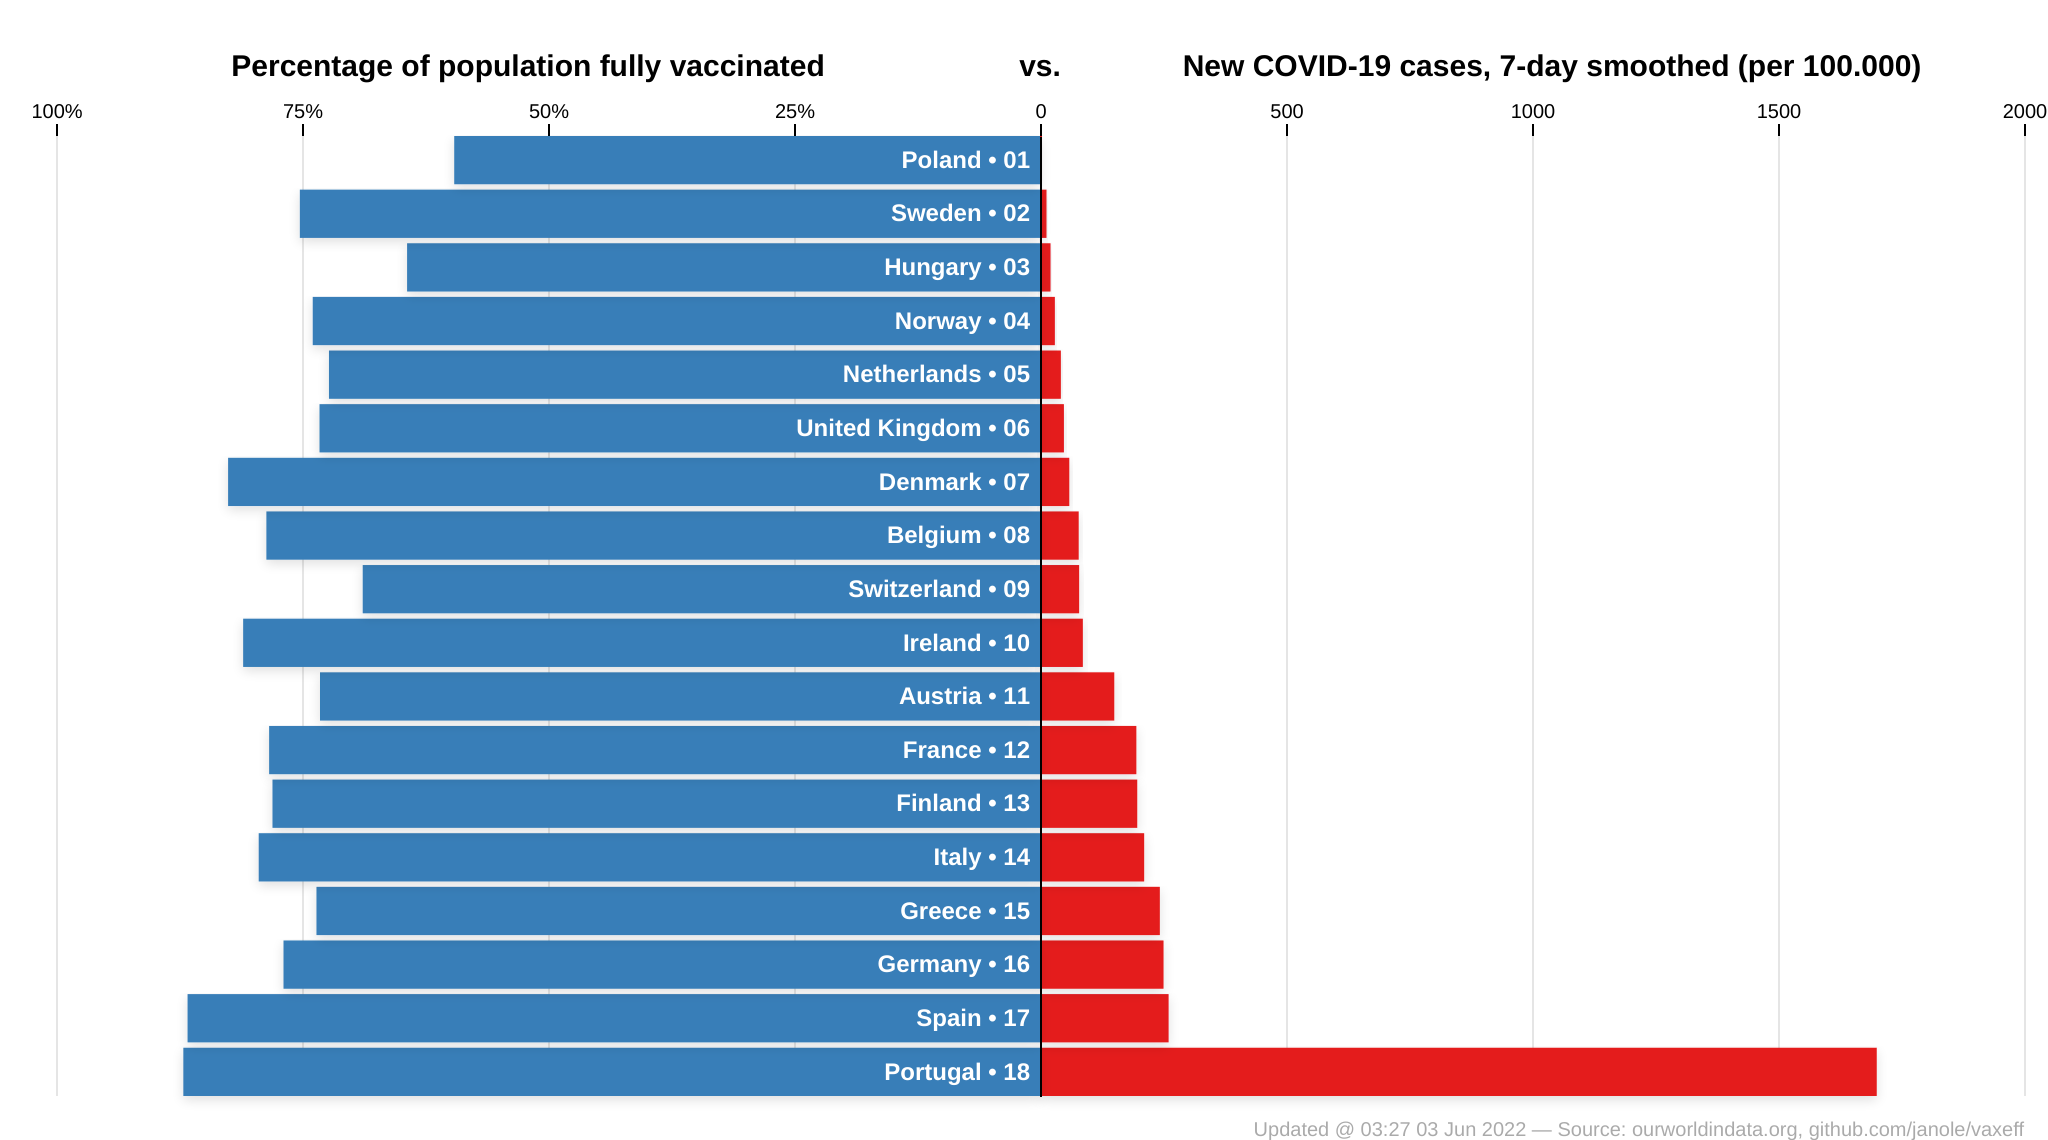 Percentage of population fully vaccinated vs. New COVID-19 cases, 7-day smoothed (per 100.000)
100% 75% 50% 25% 0 500 1000 1500 2000
Poland • 01
Sweden • 02
Hungary • 03
Norway • 04
Netherlands • 05
United Kingdom • 06
Denmark • 07
Belgium • 08
Switzerland • 09
Ireland • 10
Austria • 11
France • 12
Finland • 13
Italy • 14
Greece • 15
Germany • 16
Spain • 17
Portugal • 18
Updated @ 03:27 03 Jun 2022 — Source: ourworldindata.org, github.com/janole/vaxeff